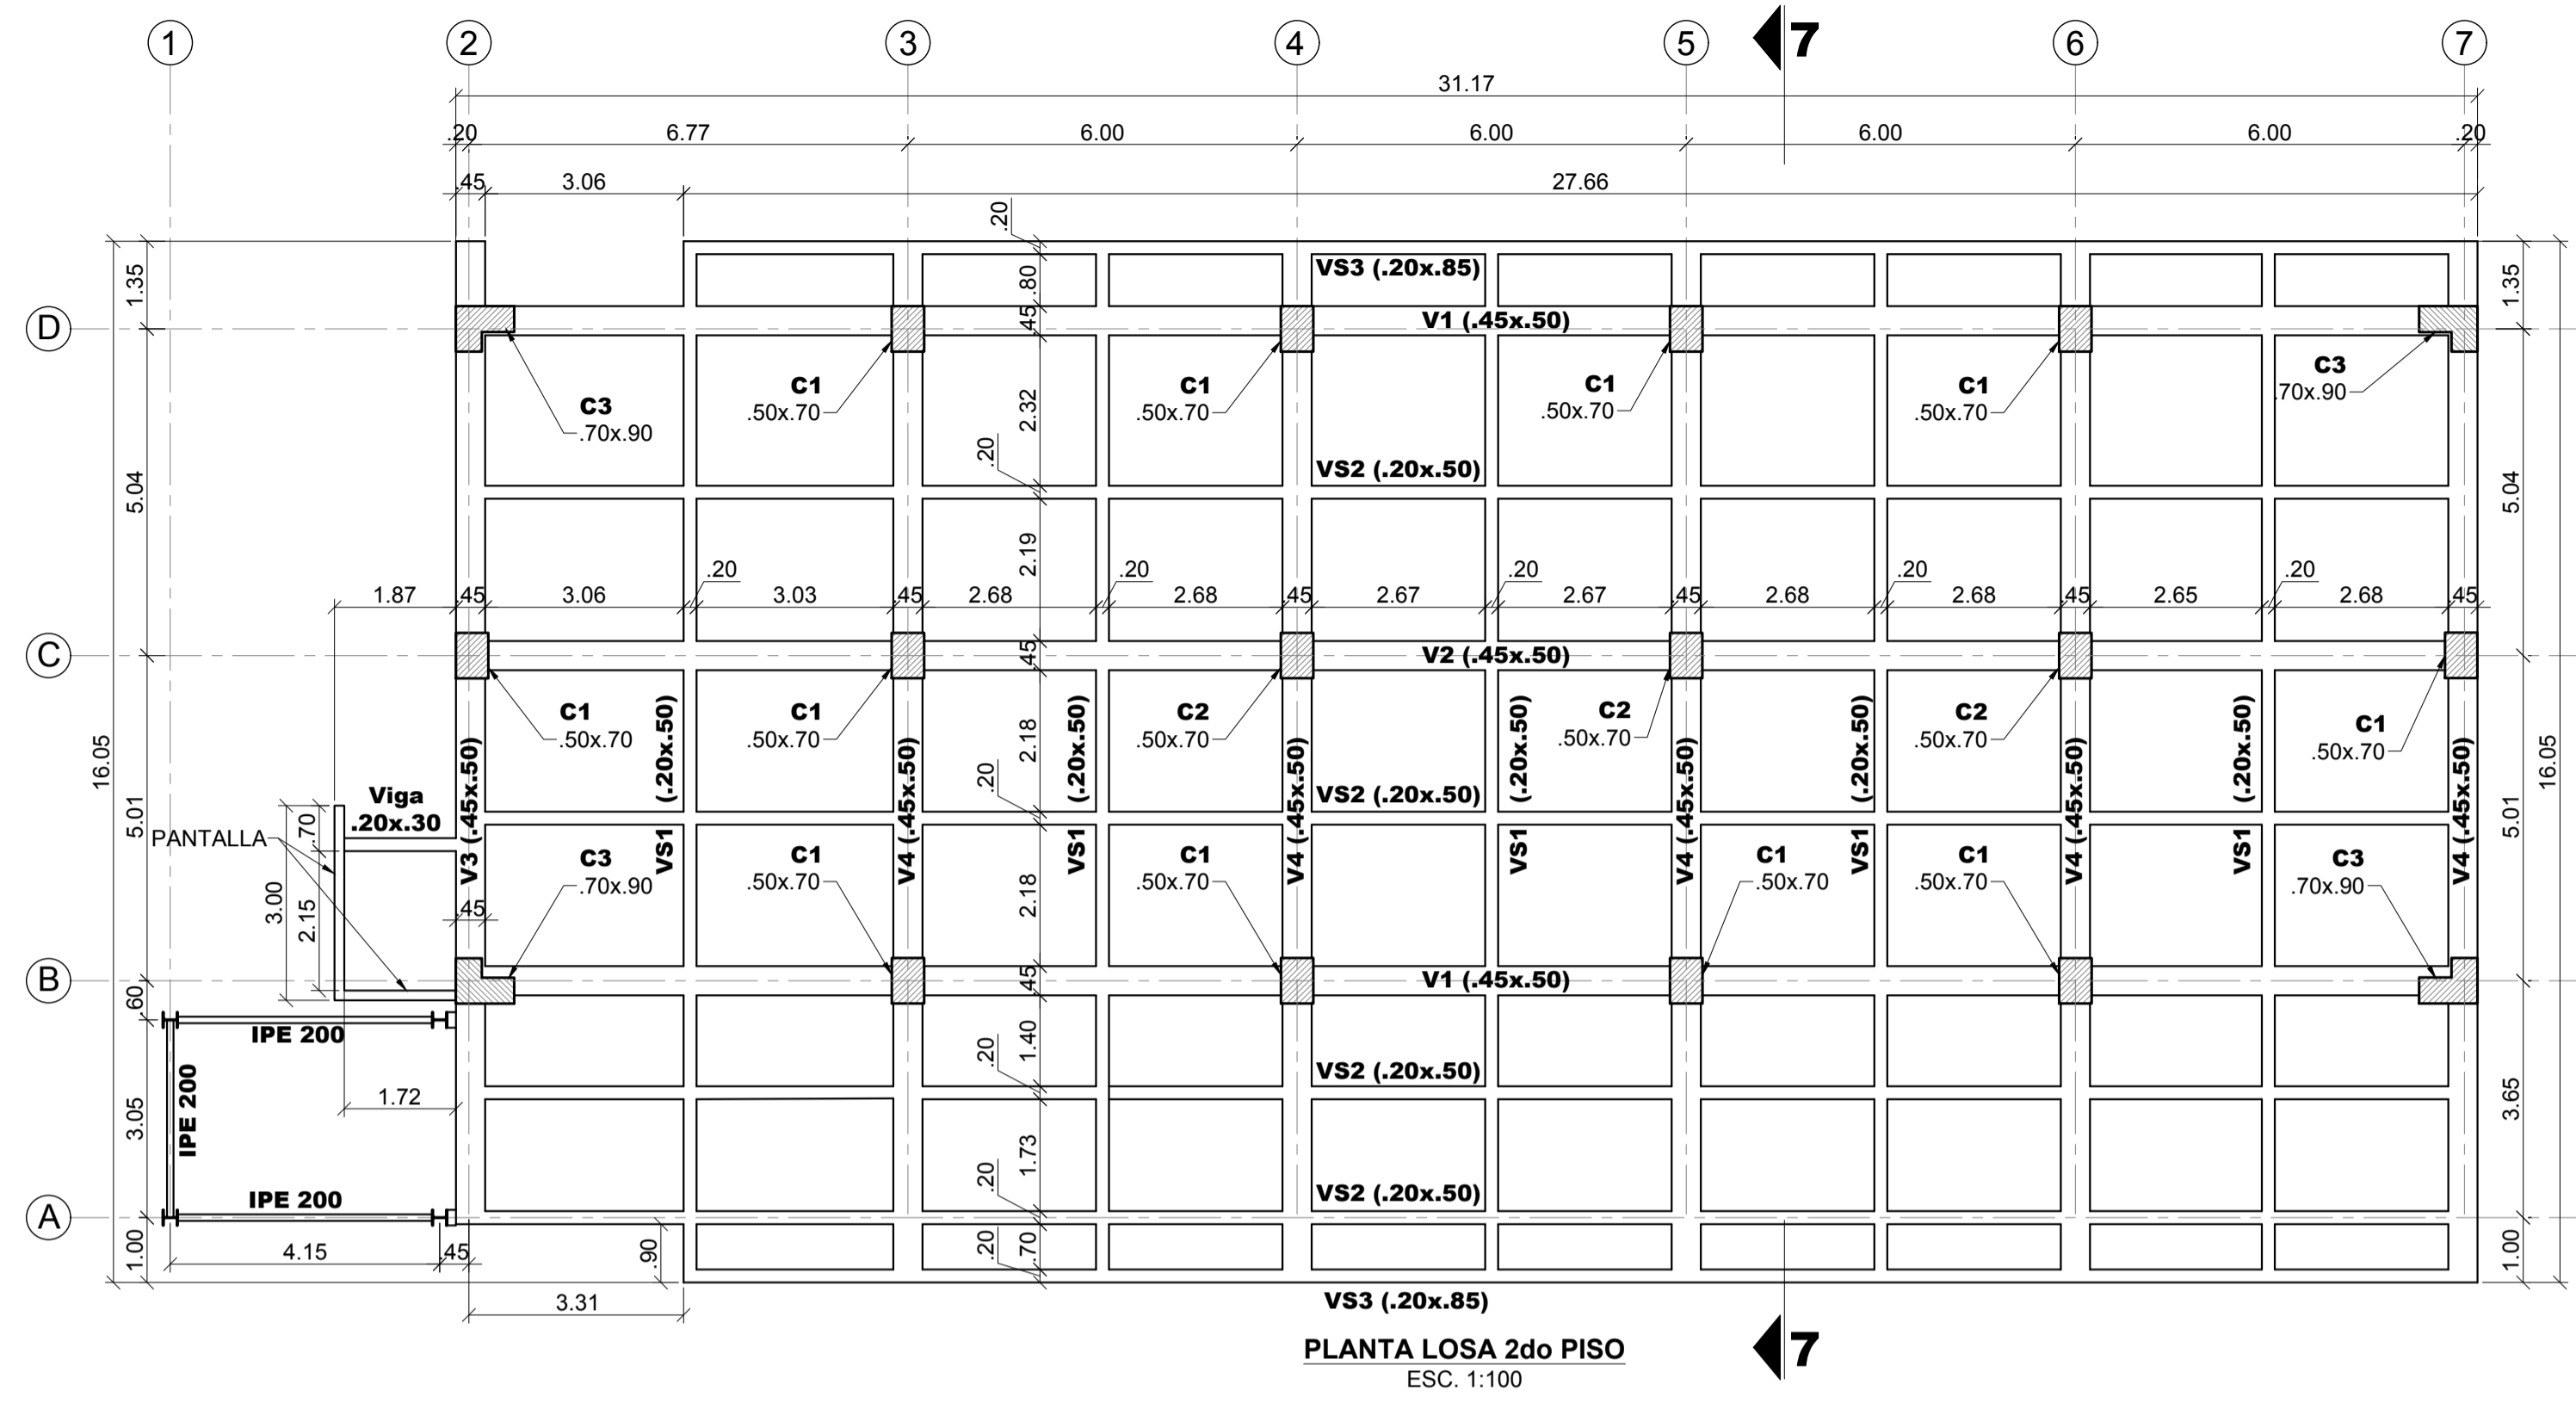 1
2
3
4
5
7
6
7
31.17
.20
6.77
6.00
6.00
6.00
6.00
.20
.45
3.06
27.66
.20
1.35
.80
VS3 (.20x.85)
1.35
D
.45
V1 (.45x.50)
C3
.70x.90
C1
.50x.70
2.32
C1
.50x.70
C1
.50x.70
C1
.50x.70
C3
.70x.90
5.04
.20
VS2 (.20x.50)
5.04
2.19
1.87
.45
3.06
.20
3.03
.45
2.68
.20
2.68
.45
2.67
.20
2.67
.45
2.68
.20
2.68
.45
2.65
.20
2.68
.45
C
.45
V2 (.45x.50)
C1
.50x.70
C1
.50x.70
C2
.50x.70
C2
.50x.70
C2
.50x.70
C1
.50x.70
16.05
5.01
2.18
.20
VS2 (.20x.50)
5.01
16.05
V3 (.45x.50)
VS1 (.20x.50)
V4 (.45x.50)
VS1 (.20x.50)
V4 (.45x.50)
VS1 (.20x.50)
V4 (.45x.50)
VS1 (.20x.50)
V4 (.45x.50)
VS1 (.20x.50)
V4 (.45x.50)
Viga
.20x.30
PANTALLA
.70
3.00
2.15
.45
C3
.70x.90
C1
.50x.70
2.18
C1
.50x.70
C1
.50x.70
C1
.50x.70
C3
.70x.90
B
.45
V1 (.45x.50)
.60
IPE 200
1.40
.20
VS2 (.20x.50)
IPE 200
1.72
3.05
1.73
3.65
IPE 200
.20
VS2 (.20x.50)
A
1.00
4.15
.45
.90
.20
.70
1.00
3.31
VS3 (.20x.85)
PLANTA LOSA 2do PISO
ESC. 1:100
7